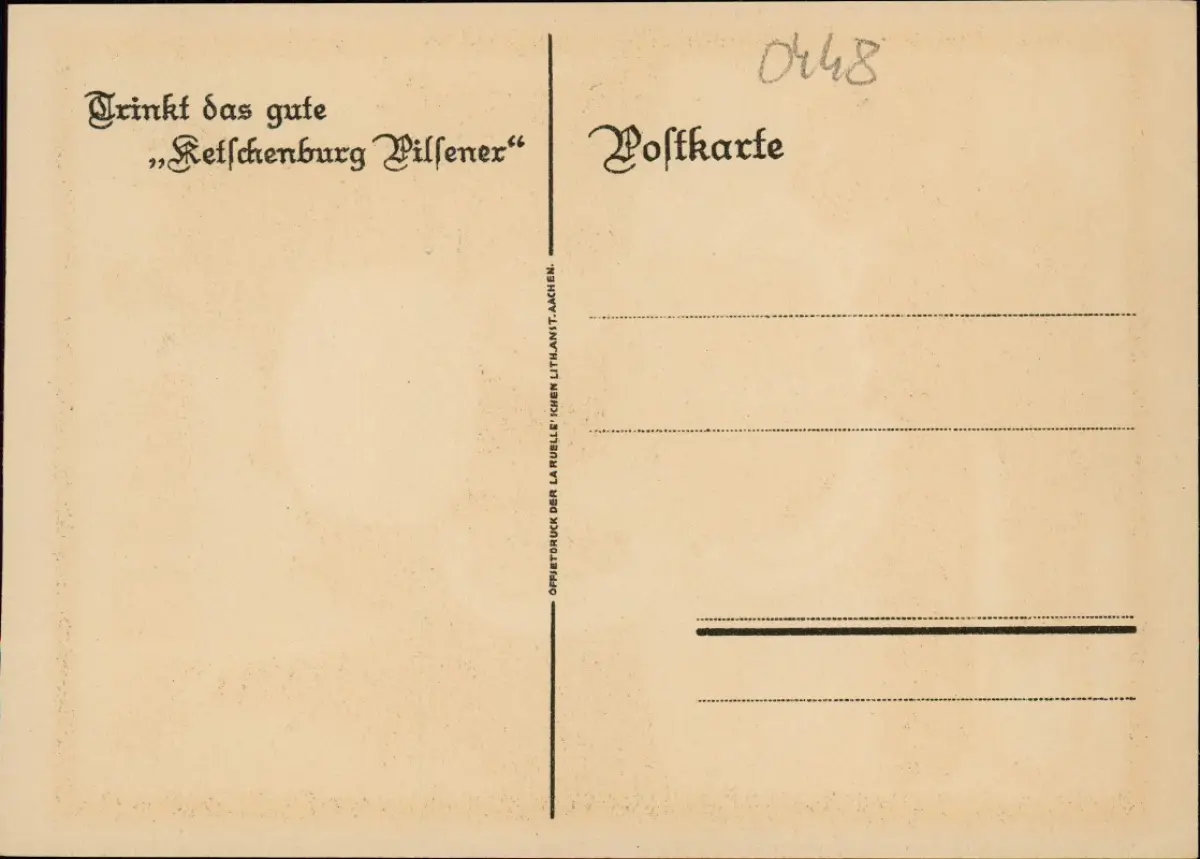 Trinkt das gute
„Ketschenburg Pilsener“
0448
Postkarte
OFFSETDRUCK DER LA RUELLE'SCHEN LITH. ANST. AACHEN.